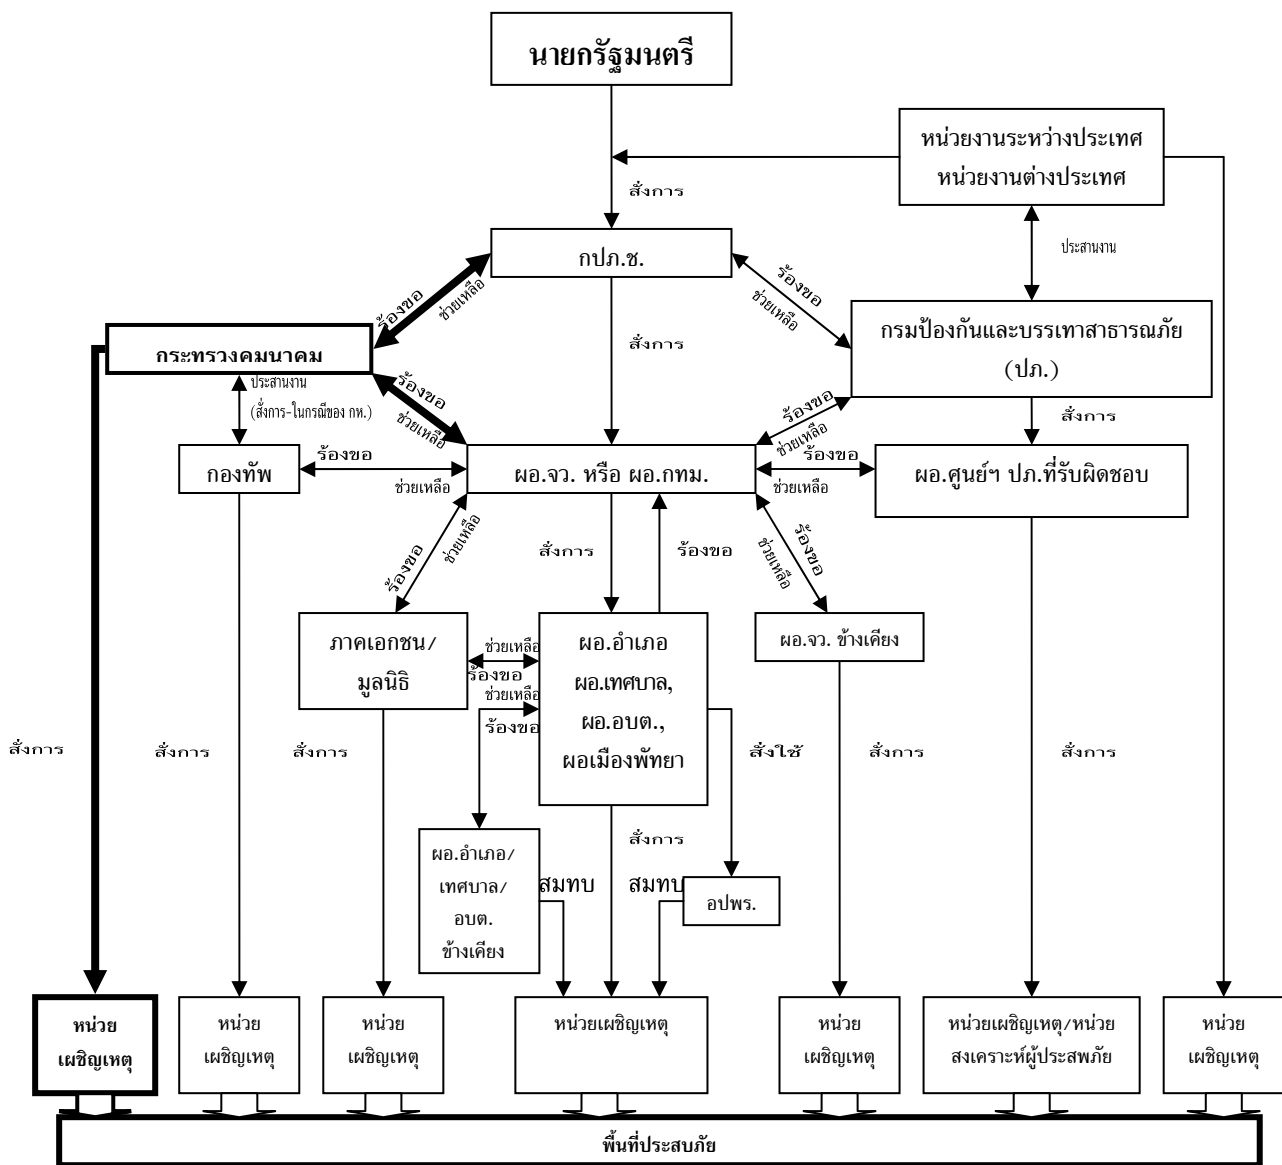 นายกรัฐมนตรี
หน่วยงานระหว่างประเทศ
หน่วยงานต่างประเทศ
สั่งการ
ประสานงาน
กปภ.ช.
ร้องขอ
ช่วยเหลือ
ร้องขอ
ช่วยเหลือ
กรมป้องกันและบรรเทาสาธารณภัย
(ปภ.)
กระทรวงคมนาคม
สั่งการ
ประสานงาน
(สั่งการ-ในกรณีของ กห.)
ร้องขอ
ช่วยเหลือ
ร้องขอ
ช่วยเหลือ
สั่งการ
กองทัพ
ร้องขอ
ช่วยเหลือ
ผอ.จว. หรือ ผอ.กทม.
ร้องขอ
ช่วยเหลือ
ผอ.ศูนย์ฯ ปภ.ที่รับผิดชอบ
ร้องขอ
ช่วยเหลือ
สั่งการ
ร้องขอ
ร้องขอ
ช่วยเหลือ
ภาคเอกชน/
มูลนิธิ
ช่วยเหลือ
ร้องขอ
ช่วยเหลือ
ร้องขอ
ผอ.อำเภอ
ผอ.เทศบาล,
ผอ.อบต.,
ผอเมืองพัทยา
ผอ.จว. ข้างเคียง
สั่งการ
สั่งการ
สั่งการ
สั่งใช้
สั่งการ
สั่งการ
สั่งการ
ผอ.อำเภอ/
เทศบาล/
อบต.
ข้างเคียง
สมทบ
สมทบ
อปพร.
หน่วย
เผชิญเหตุ
หน่วย
เผชิญเหตุ
หน่วย
เผชิญเหตุ
หน่วยเผชิญเหตุ
หน่วย
เผชิญเหตุ
หน่วยเผชิญเหตุ/หน่วย
สงเคราะห์ผู้ประสพภัย
หน่วย
เผชิญเหตุ
พื้นที่ประสบภัย